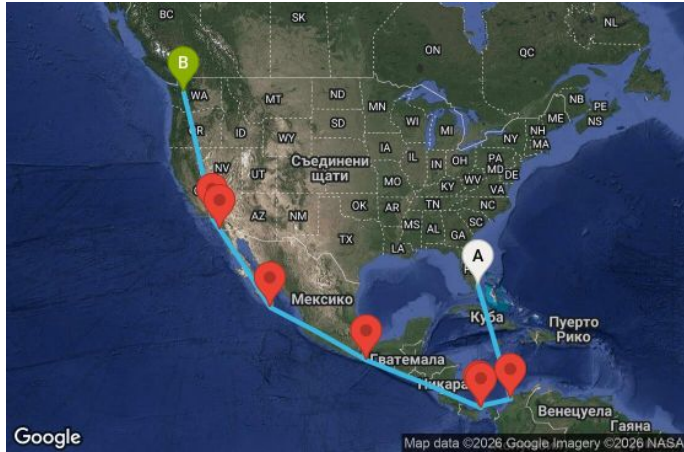 BC
SK
NL
ON
QC
B
WA
MT
ND
MN
NB
PE
NS
ME
OR
ID
WY
SD
WI
MI
NY
NH
MA
NV
UT
Съединени
щати
IA
IL
IN
OH
PA
MD
DE
MO
KY
WV
VA
AZ
NM
OK
AR
TN
NC
MS
AL
SC
GA
TX
LA
A
Мексико
Куба
Пуерто
Рико
Гватемала
Никара
Венецуела
Гаяна
Google
Map data ©2026 Google Imagery ©2026 NASA